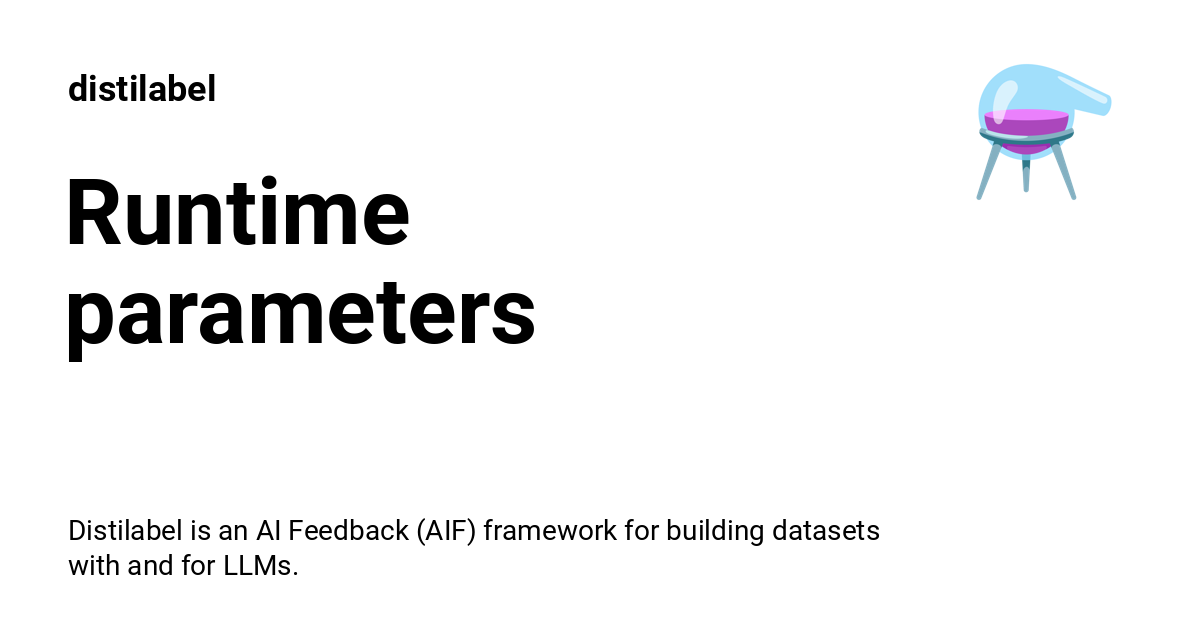 distilabel
Runtime
parameters
Distilabel is an AI Feedback (AIF) framework for building datasets
with and for LLMs.